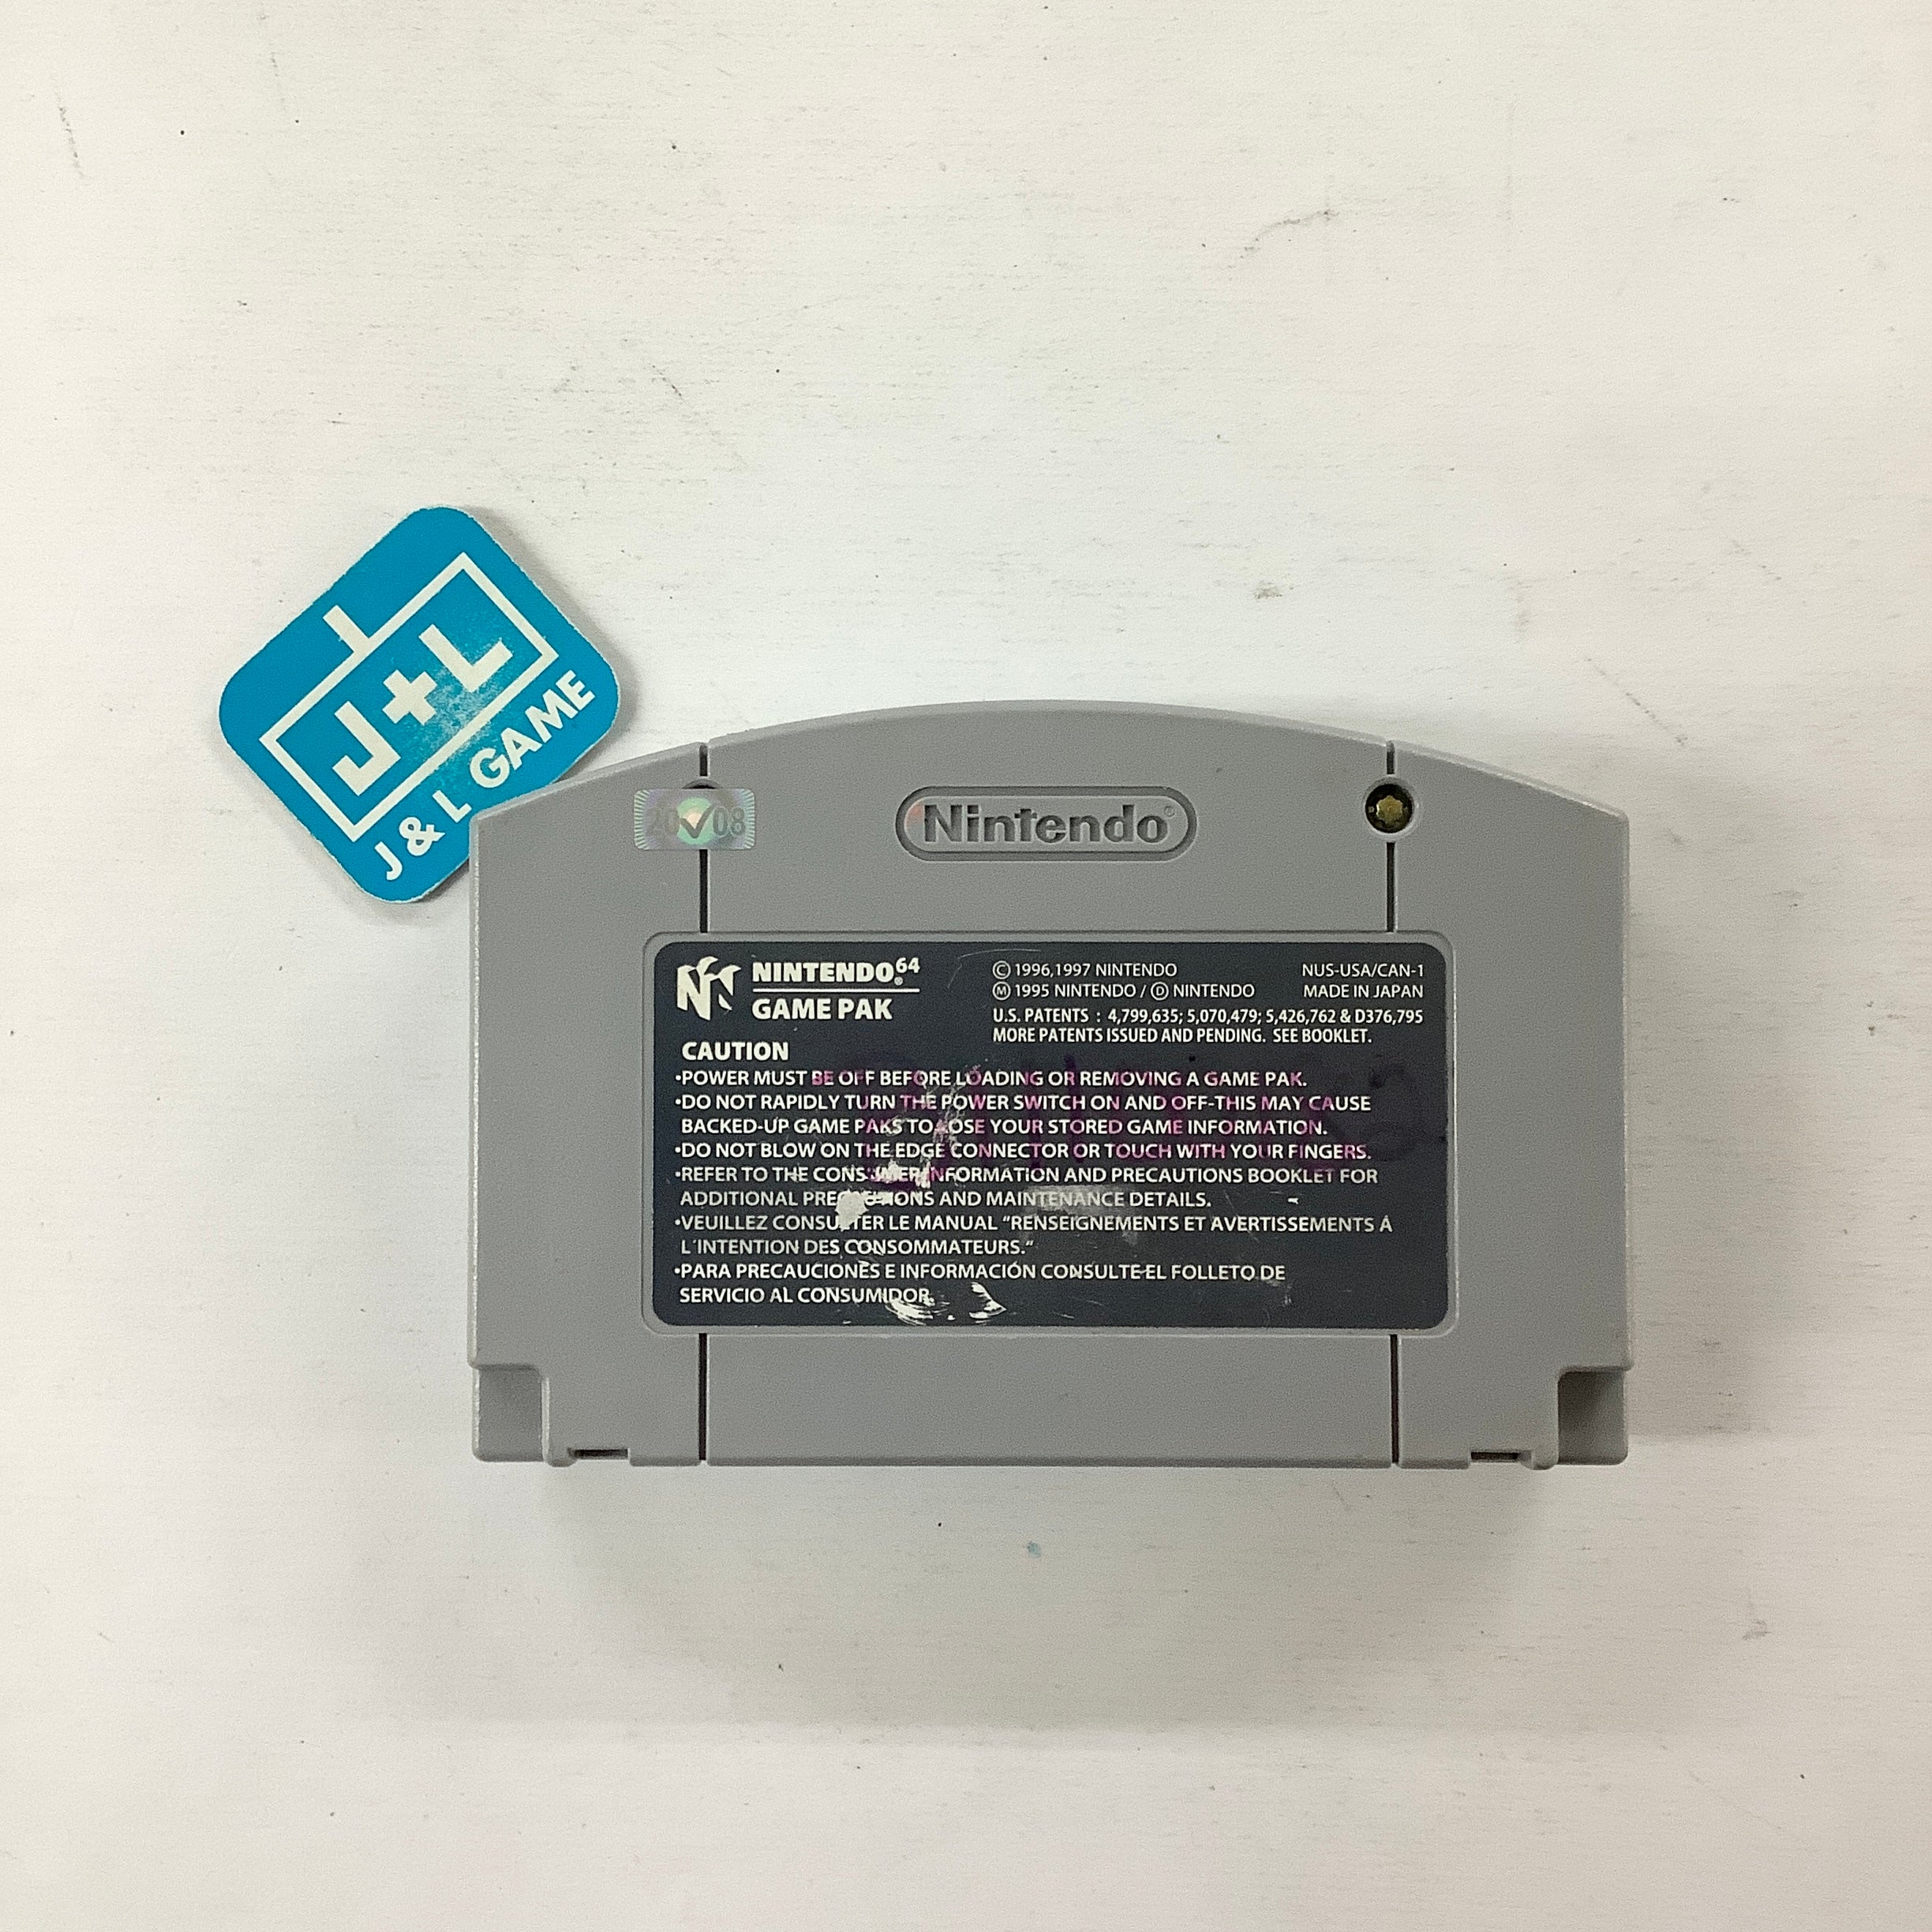 J+L
J & L GAME
20 08
Nintendo®
NINTENDO®64
GAME PAK
© 1996,1997 NINTENDO
Ⓜ 1995 NINTENDO / Ⓓ NINTENDO
NUS-USA/CAN-1
MADE IN JAPAN
U.S. PATENTS : 4,799,635; 5,070,479; 5,426,762 & D376,795
MORE PATENTS ISSUED AND PENDING. SEE BOOKLET.
CAUTION
•POWER MUST BE OFF BEFORE LOADING OR REMOVING A GAME PAK.
•DO NOT RAPIDLY TURN THE POWER SWITCH ON AND OFF-THIS MAY CAUSE
BACKED-UP GAME PAKS TO LOSE YOUR STORED GAME INFORMATION.
•DO NOT BLOW ON THE EDGE CONNECTOR OR TOUCH WITH YOUR FINGERS.
•REFER TO THE CONSUMER INFORMATION AND PRECAUTIONS BOOKLET FOR
ADDITIONAL PRECAUTIONS AND MAINTENANCE DETAILS.
•VEUILLEZ CONSULTER LE MANUAL "RENSEIGNEMENTS ET AVERTISSEMENTS À
L'INTENTION DES CONSOMMATEURS."
•PARA PRECAUCIONES E INFORMACIÓN CONSULTE EL FOLLETO DE
SERVICIO AL CONSUMIDOR